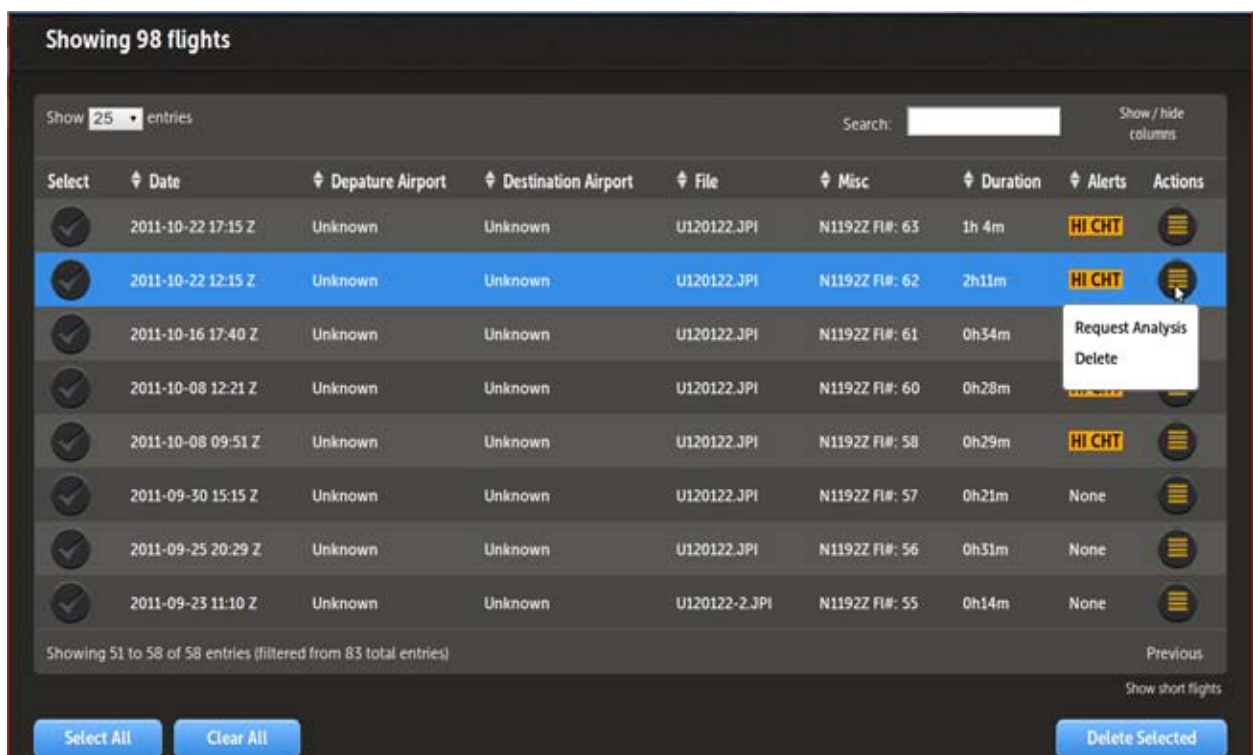 Showing 98 flights
Show 25 entries Search: Show / hide columns
Select Date Depature Airport Destination Airport File Misc Duration Alerts Actions
2011-10-22 17:15 Z Unknown Unknown U120122.JPI N1192Z Fl#: 63 1h 4m HI CHT
2011-10-22 12:15 Z Unknown Unknown U120122.JPI N1192Z Fl#: 62 2h11m HI CHT
2011-10-16 17:40 Z Unknown Unknown U120122.JPI N1192Z Fl#: 61 0h34m
Request Analysis
Delete
2011-10-08 12:21 Z Unknown Unknown U120122.JPI N1192Z Fl#: 60 0h28m
2011-10-08 09:51 Z Unknown Unknown U120122.JPI N1192Z Fl#: 58 0h29m HI CHT
2011-09-30 15:15 Z Unknown Unknown U120122.JPI N1192Z Fl#: 57 0h21m None
2011-09-25 20:29 Z Unknown Unknown U120122.JPI N1192Z Fl#: 56 0h31m None
2011-09-23 11:10 Z Unknown Unknown U120122-2.JPI N1192Z Fl#: 55 0h14m None
Showing 51 to 58 of 58 entries (filtered from 83 total entries) Previous
Show short flights
Select All Clear All Delete Selected